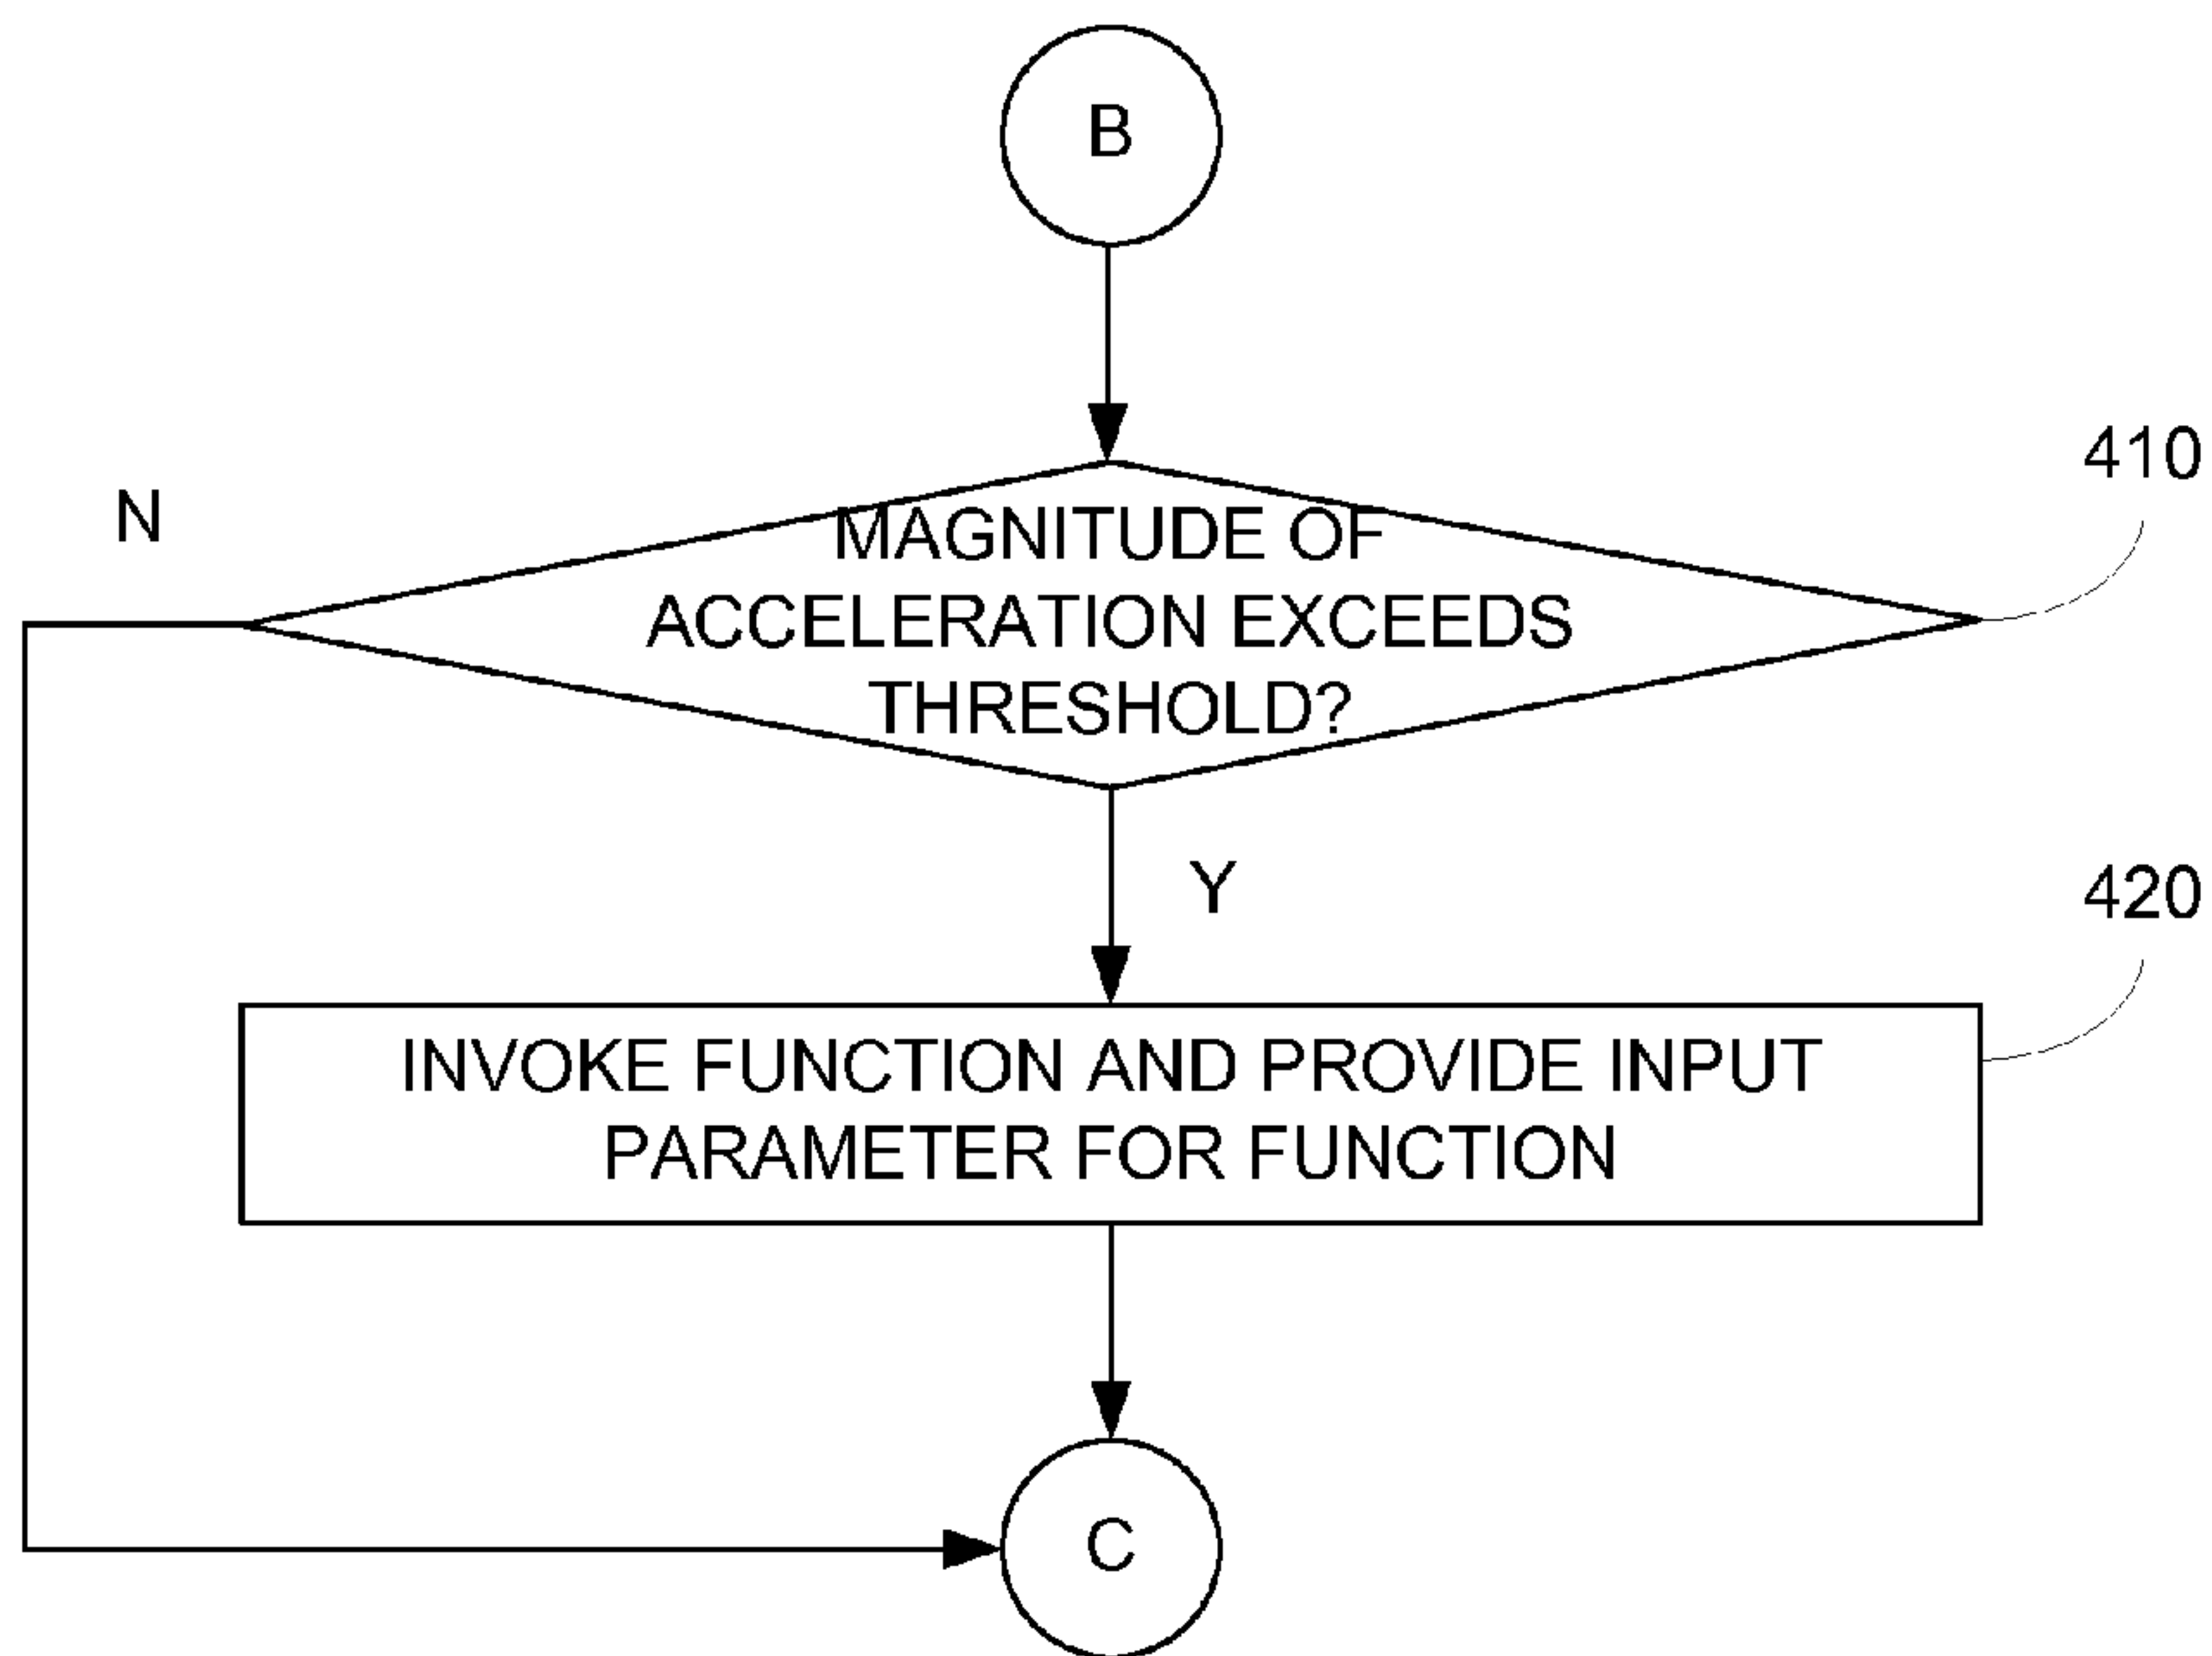 B
410
N
MAGNITUDE OF
ACCELERATION EXCEEDS
THRESHOLD?
Y
420
INVOKE FUNCTION AND PROVIDE INPUT
PARAMETER FOR FUNCTION
C